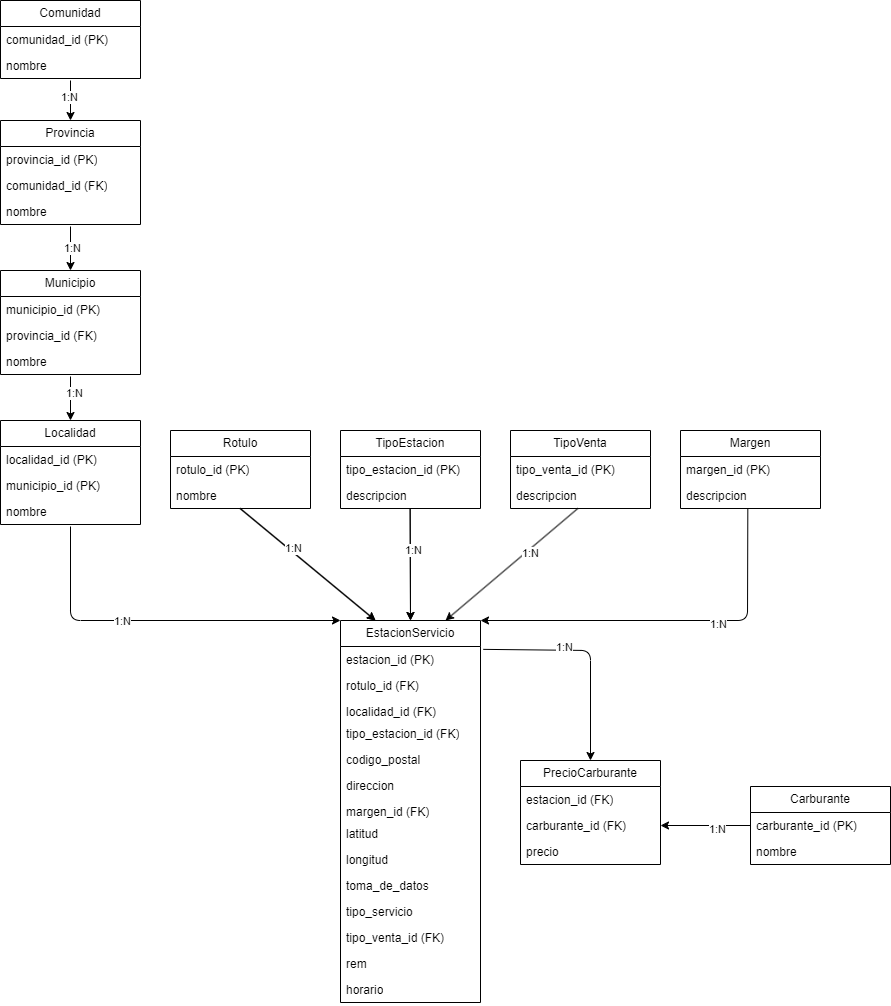 Comunidad
comunidad_id (PK)
nombre
1:N
Provincia
provincia_id (PK)
comunidad_id (FK)
nombre
1:N
Municipio
municipio_id (PK)
provincia_id (FK)
nombre
1:N
Localidad
localidad_id (PK)
municipio_id (PK)
nombre
Rotulo
rotulo_id (PK)
nombre
TipoEstacion
tipo_estacion_id (PK)
descripcion
TipoVenta
tipo_venta_id (PK)
descripcion
Margen
margen_id (PK)
descripcion
1:N
1:N
1:N
1:N
1:N
EstacionServicio
estacion_id (PK)
rotulo_id (FK)
localidad_id (FK)
tipo_estacion_id (FK)
codigo_postal
direccion
margen_id (FK)
latitud
longitud
toma_de_datos
tipo_servicio
tipo_venta_id (FK)
rem
horario
1:N
PrecioCarburante
estacion_id (FK)
carburante_id (FK)
precio
1:N
Carburante
carburante_id (PK)
nombre